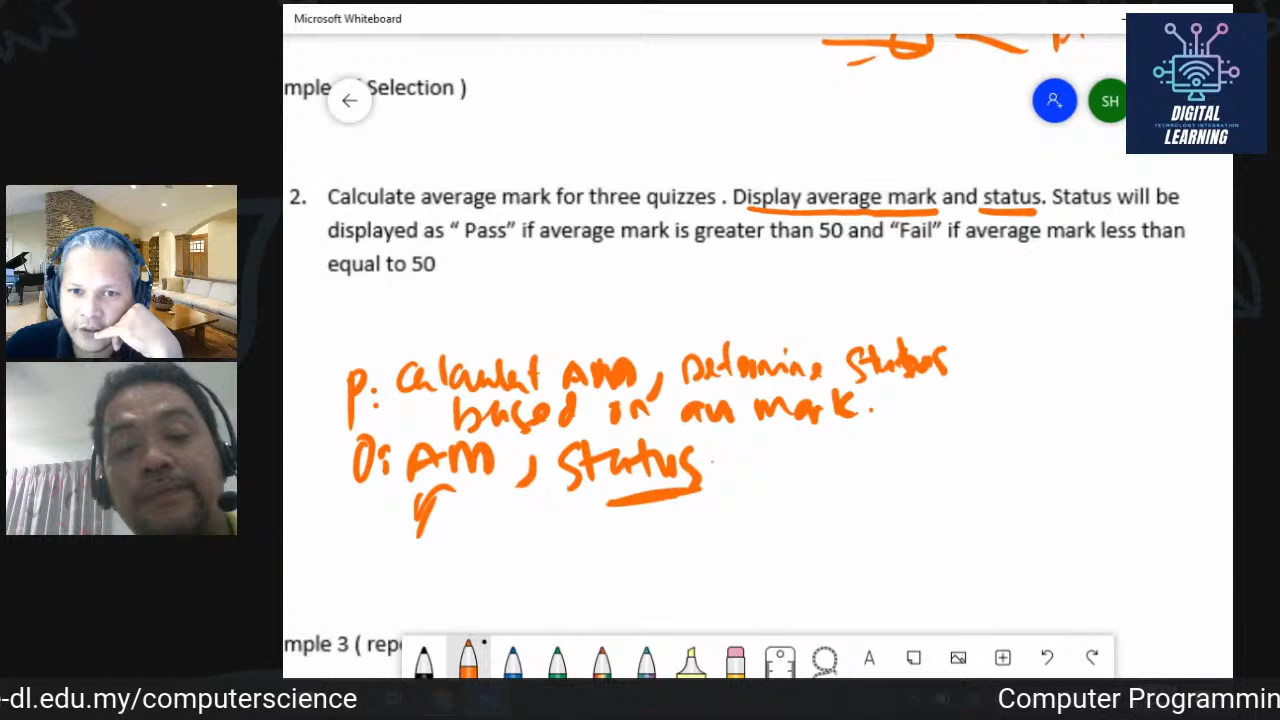 Microsoft Whiteboard
mple ( Selection )
SH
DIGITAL
TECHNOLOGY INTEGRATION
LEARNING
2. Calculate average mark for three quizzes . Display average mark and status. Status will be
displayed as “ Pass” if average mark is greater than 50 and “Fail” if average mark less than
equal to 50
P: Calculat AM, Determine Status
based on av mark.
O: AM, Status
mple 3 ( rep
e-dl.edu.my/computerscience
Computer Programmin